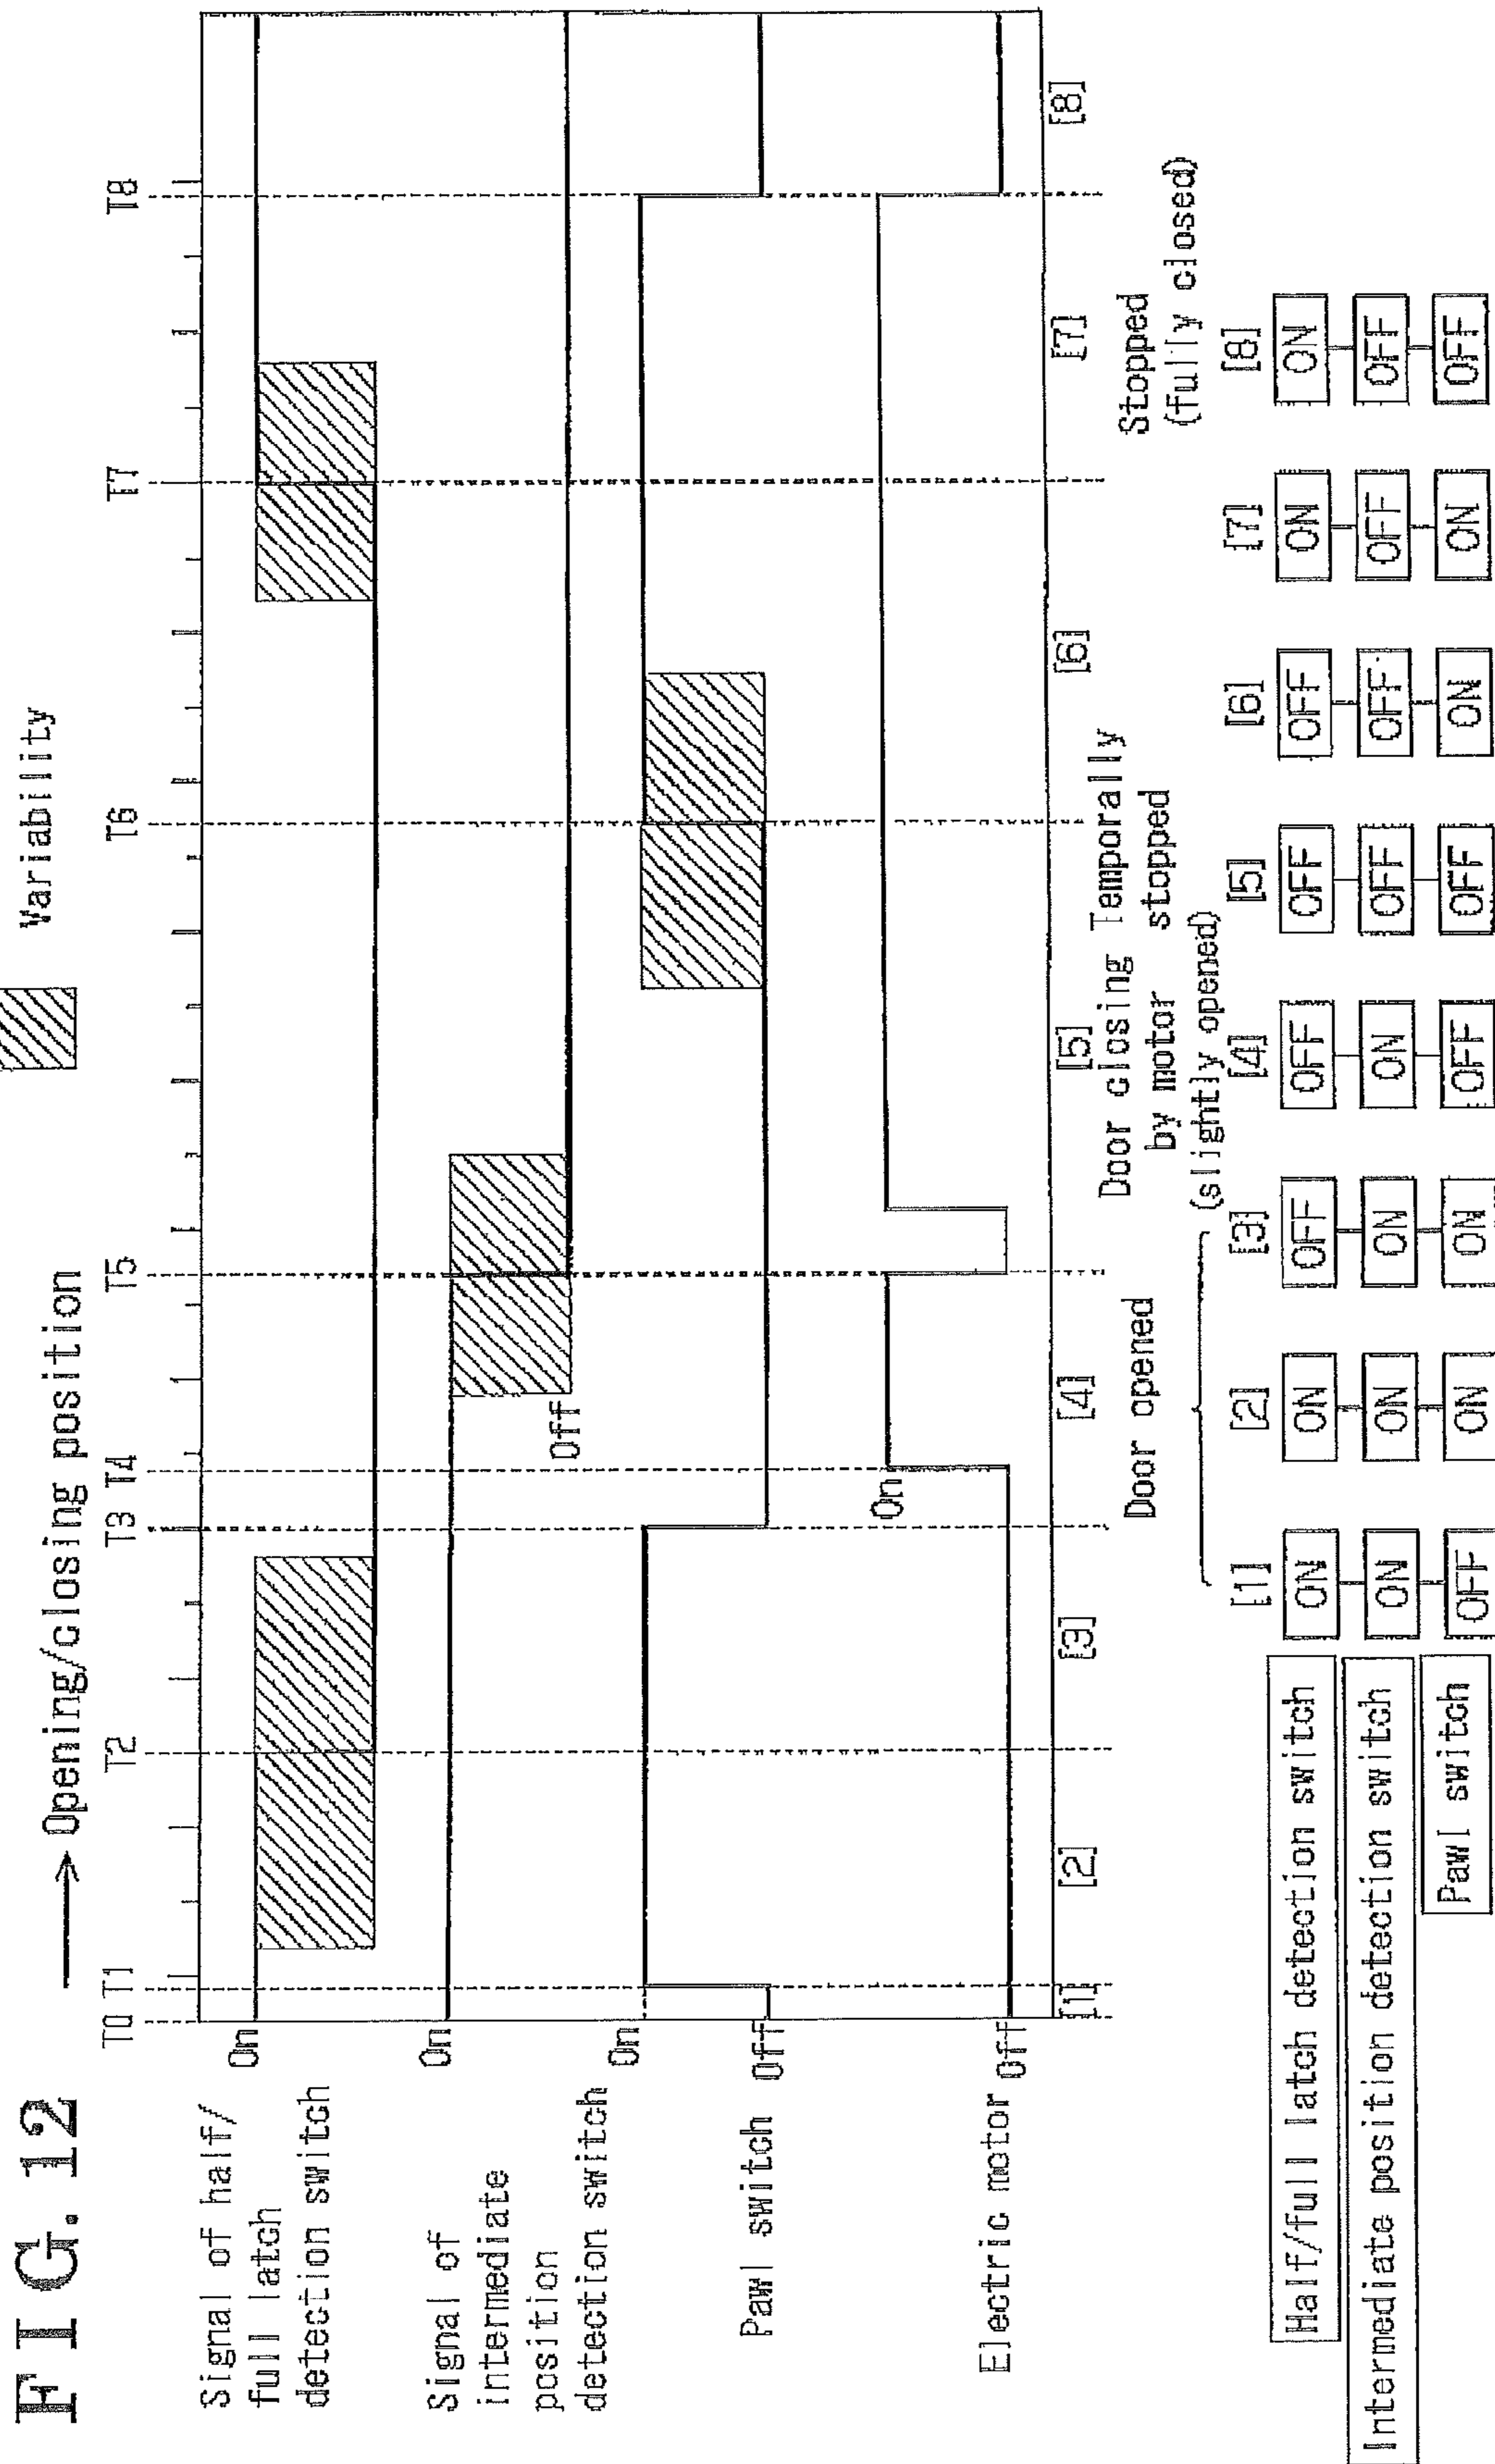 FIG. 12
Variability
Opening/closing position
T0 T1 T2 T3 T4 T5 T6 T7 T8
Signal of half/
full latch
detection switch
On
Signal of
intermediate
position
detection switch
On
Off
On
Pawl switch
Off
On
Electric motor
Off
[1] [2] [3] [4] [5] [6] [7] [8]
Door opened
Door closing
by motor
(slightly opened)
Temporally
stopped
Stopped
(fully closed)
[1] [2] [3] [4] [5] [6] [7] [8]
Half/full latch detection switch ON ON OFF OFF OFF OFF ON ON
Intermediate position detection switch ON ON ON ON OFF OFF OFF OFF
Pawl switch OFF ON ON OFF OFF ON ON OFF